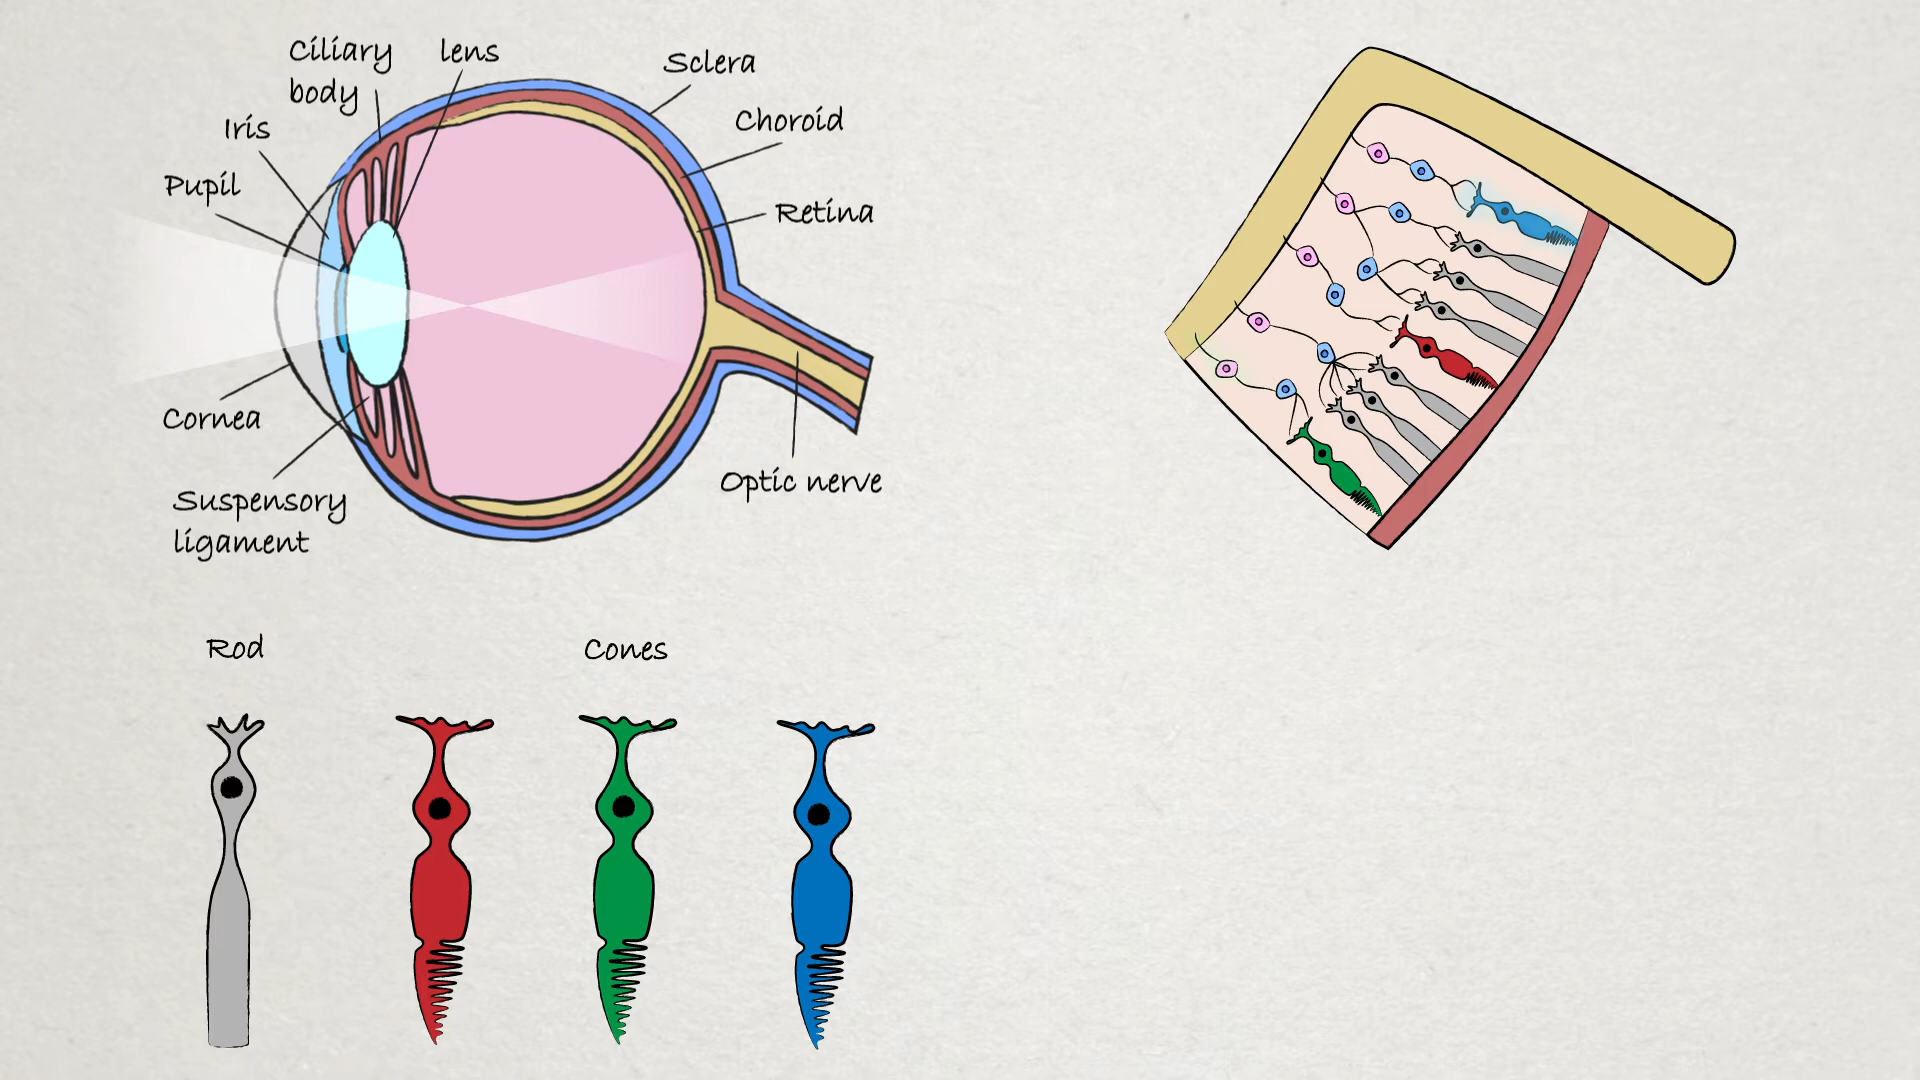 Ciliary
body
lens
Sclera
Iris
Choroid
Pupil
Retina
Cornea
Suspensory
ligament
Optic nerve
Rod
Cones